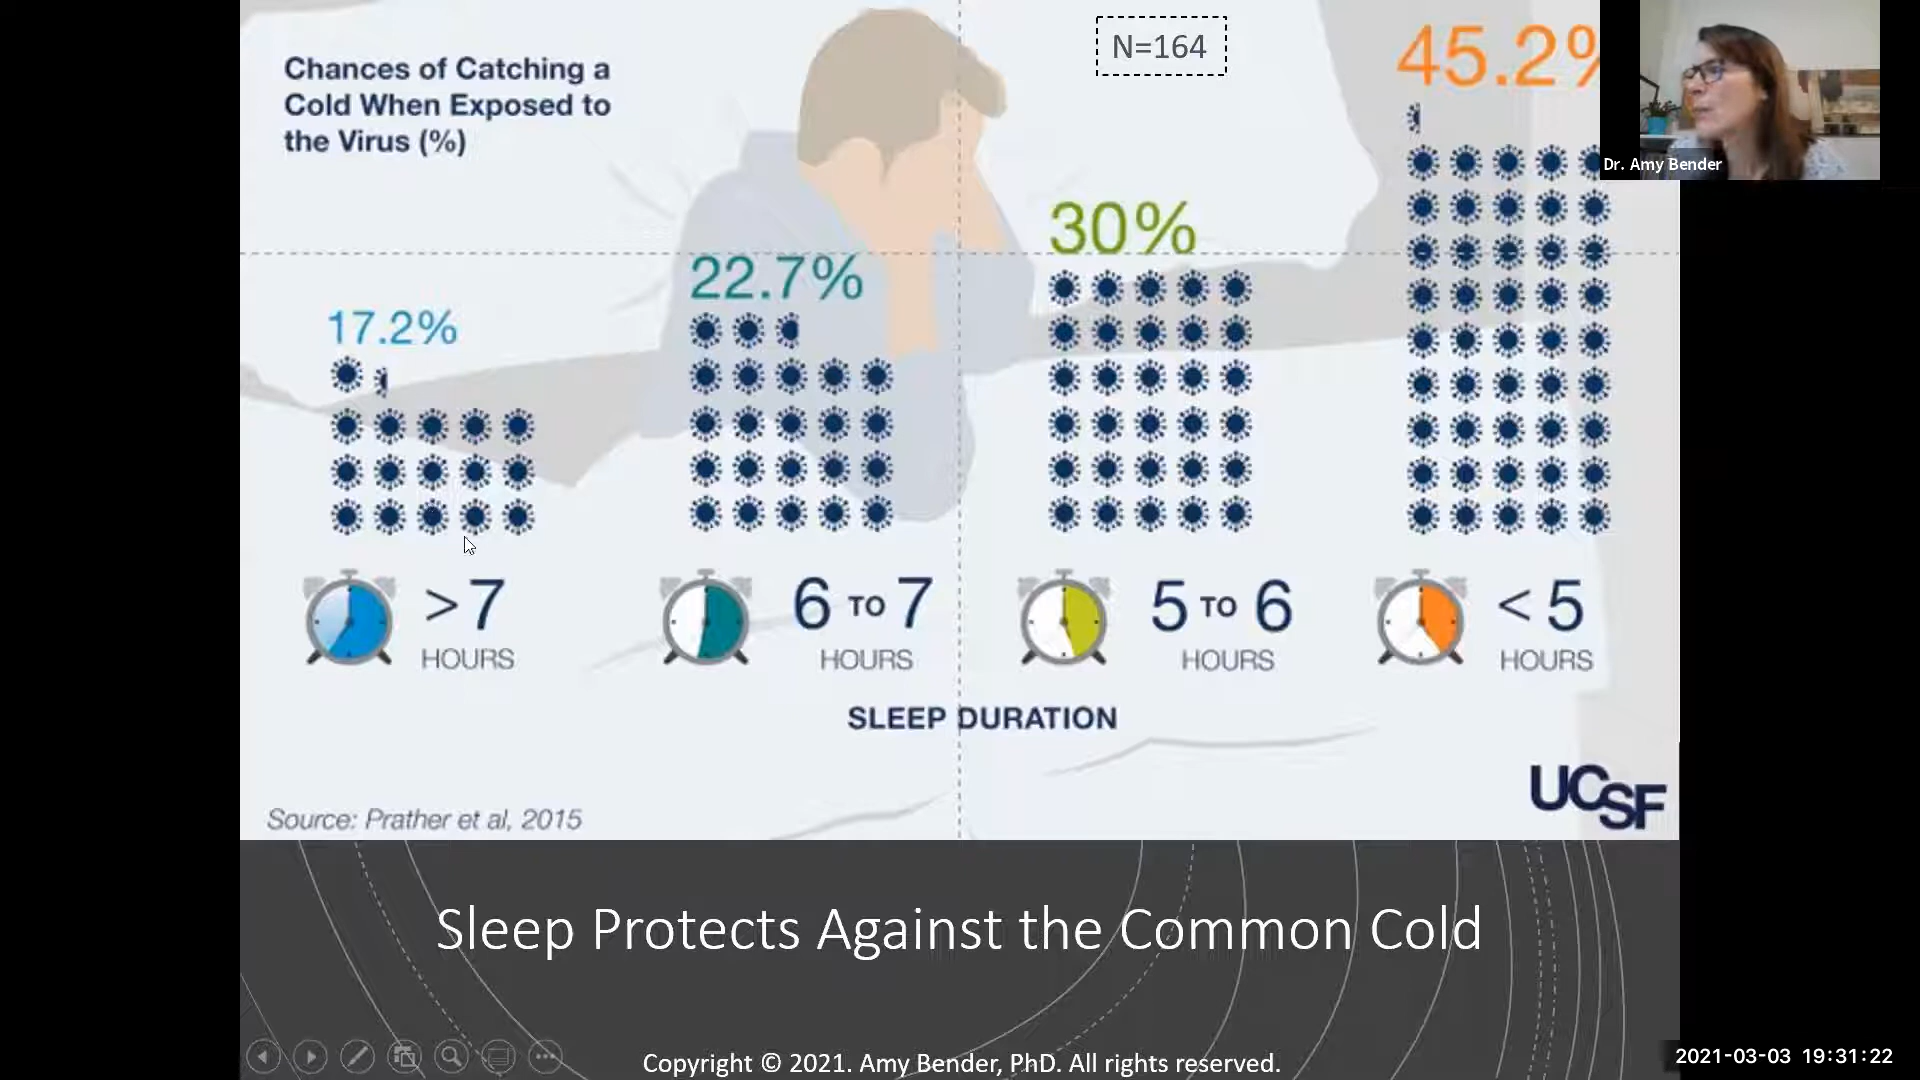 Chances of Catching a
Cold When Exposed to
the Virus (%)
N=164
45.2%
Dr. Amy Bender
30%
22.7%
17.2%
>7
HOURS
6 TO 7
HOURS
5 TO 6
HOURS
< 5
HOURS
SLEEP DURATION
UCSF
Source: Prather et al, 2015
Sleep Protects Against the Common Cold
Copyright © 2021. Amy Bender, PhD. All rights reserved.
2021-03-03 19:31:22